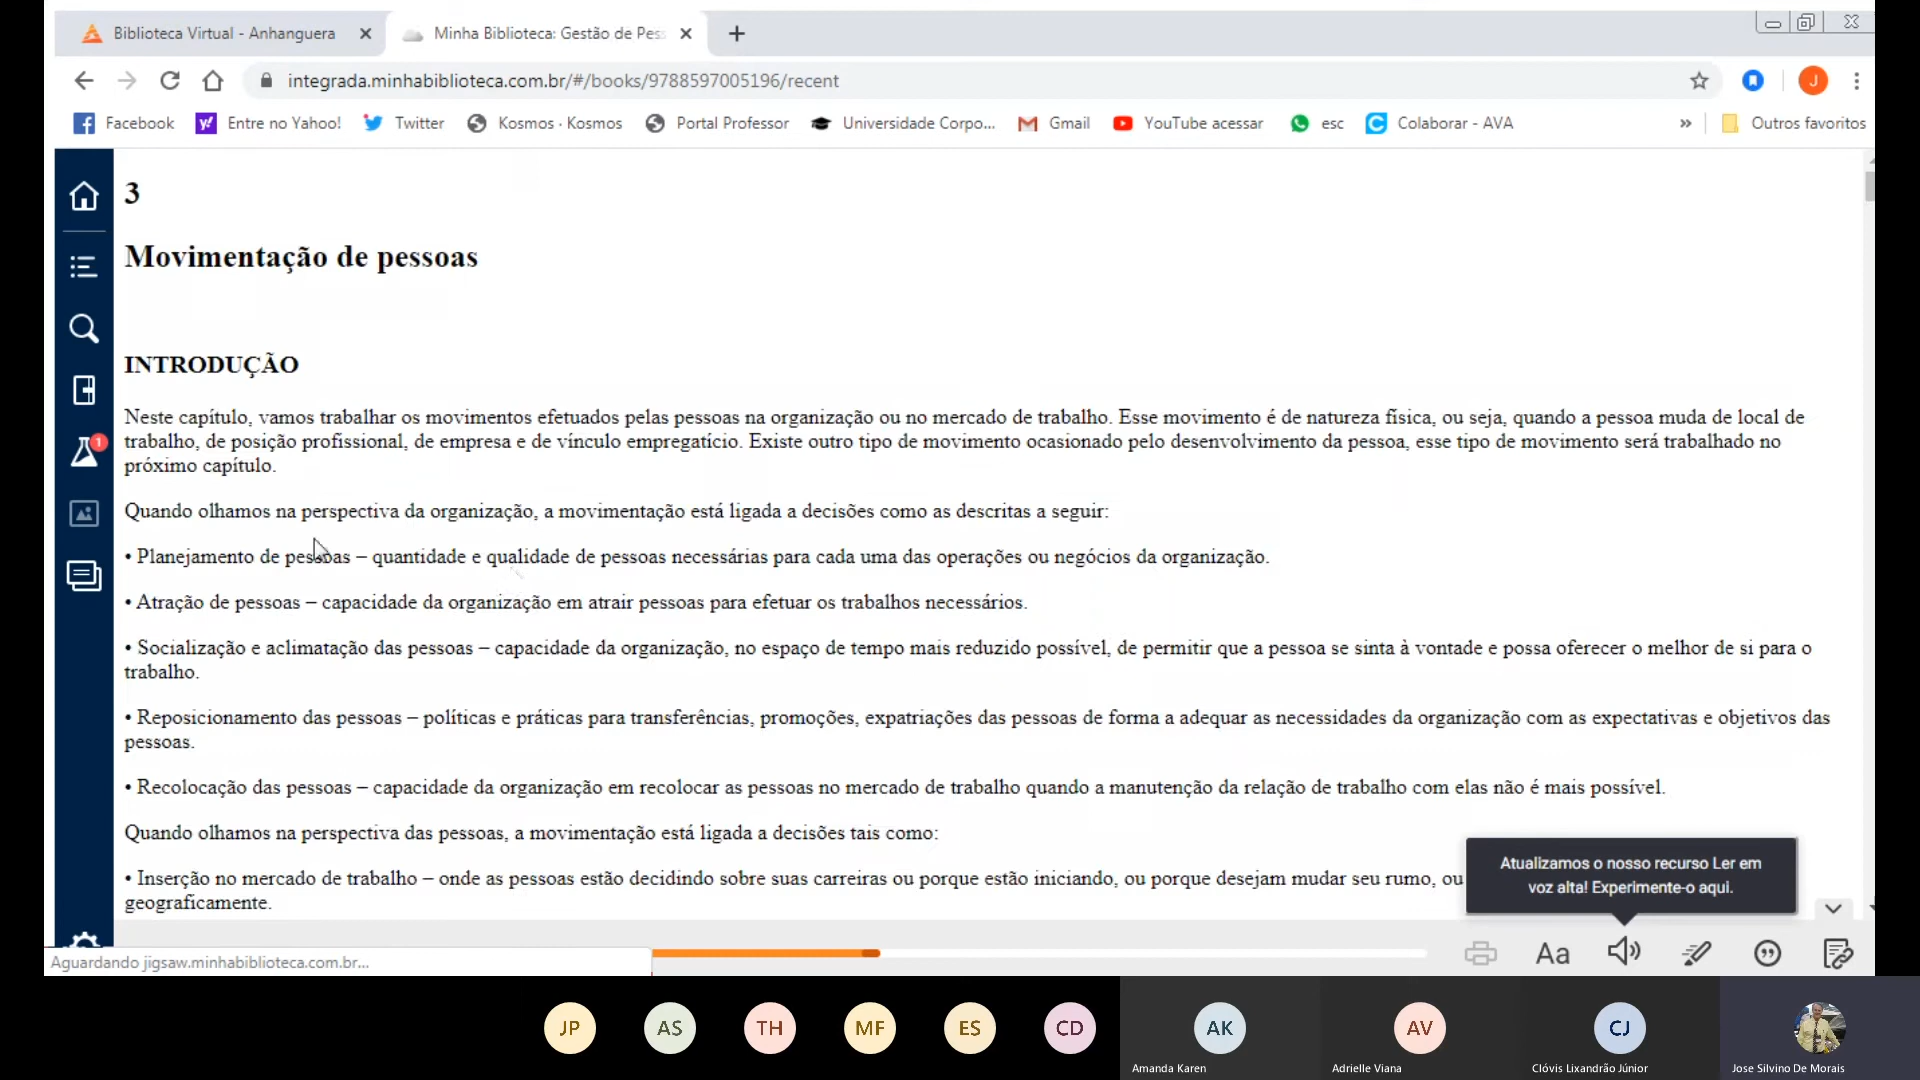 Biblioteca Virtual - Anhanguera
Minha Biblioteca: Gestão de Pess
integrada.minhabiblioteca.com.br/#/books/9788597005196/recent
J
Facebook Entre no Yahoo! Twitter Kosmos · Kosmos Portal Professor Universidade Corpo... Gmail YouTube acessar esc Colaborar - AVA » Outros favoritos
3
Movimentação de pessoas
INTRODUÇÃO
Neste capítulo, vamos trabalhar os movimentos efetuados pelas pessoas na organização ou no mercado de trabalho. Esse movimento é de natureza física, ou seja, quando a pessoa muda de local de
trabalho, de posição profissional, de empresa e de vínculo empregatício. Existe outro tipo de movimento ocasionado pelo desenvolvimento da pessoa, esse tipo de movimento será trabalhado no
próximo capítulo.
Quando olhamos na perspectiva da organização, a movimentação está ligada a decisões como as descritas a seguir:
• Planejamento de pessoas – quantidade e qualidade de pessoas necessárias para cada uma das operações ou negócios da organização.
• Atração de pessoas – capacidade da organização em atrair pessoas para efetuar os trabalhos necessários.
• Socialização e aclimatação das pessoas – capacidade da organização, no espaço de tempo mais reduzido possível, de permitir que a pessoa se sinta à vontade e possa oferecer o melhor de si para o
trabalho.
• Reposicionamento das pessoas – políticas e práticas para transferências, promoções, expatriações das pessoas de forma a adequar as necessidades da organização com as expectativas e objetivos das
pessoas.
• Recolocação das pessoas – capacidade da organização em recolocar as pessoas no mercado de trabalho quando a manutenção da relação de trabalho com elas não é mais possível.
Quando olhamos na perspectiva das pessoas, a movimentação está ligada a decisões tais como:
• Inserção no mercado de trabalho – onde as pessoas estão decidindo sobre suas carreiras ou porque estão iniciando, ou porque desejam mudar seu rumo, ou
geograficamente.
1
Atualizamos o nosso recurso Ler em
voz alta! Experimente-o aqui.
Aguardando jigsaw.minhabiblioteca.com.br...
Aa
JP AS TH MF ES CD AK AV CJ
Amanda Karen Adrielle Viana Clóvis Lixandrão Júnior Jose Silvino De Morais